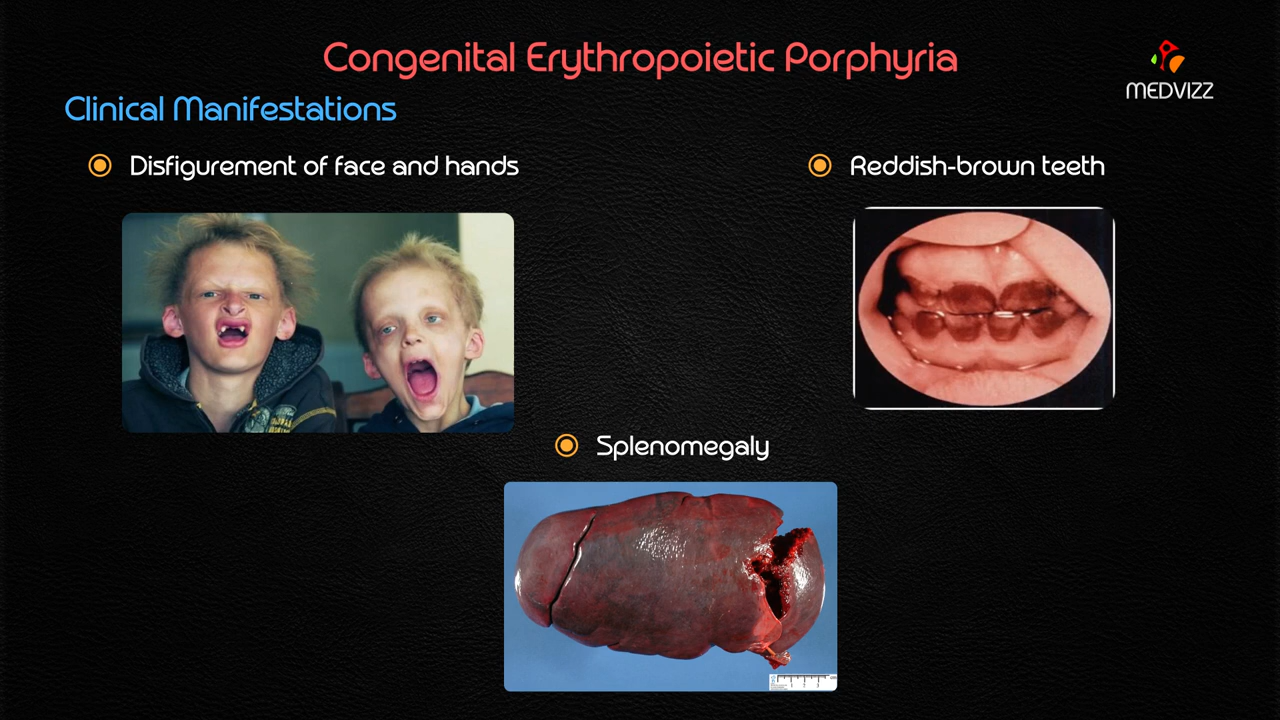 Congenital Erythropoietic Porphyria
MEDVIZZ
Clinical Manifestations
Disfigurement of face and hands
Reddish-brown teeth
Splenomegaly